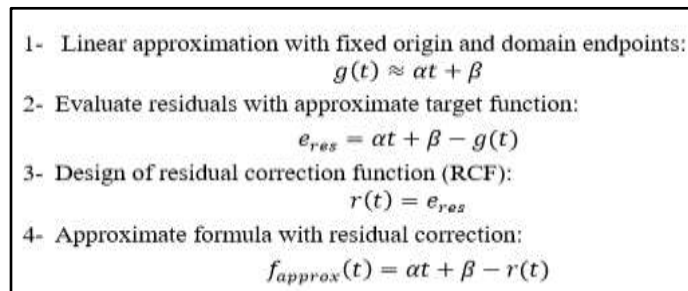 1- Linear approximation with fixed origin and domain endpoints:
g(t) ≈ αt + β
2- Evaluate residuals with approximate target function:
e_res = αt + β − g(t)
3- Design of residual correction function (RCF):
r(t) = e_res
4- Approximate formula with residual correction:
f_approx(t) = αt + β − r(t)